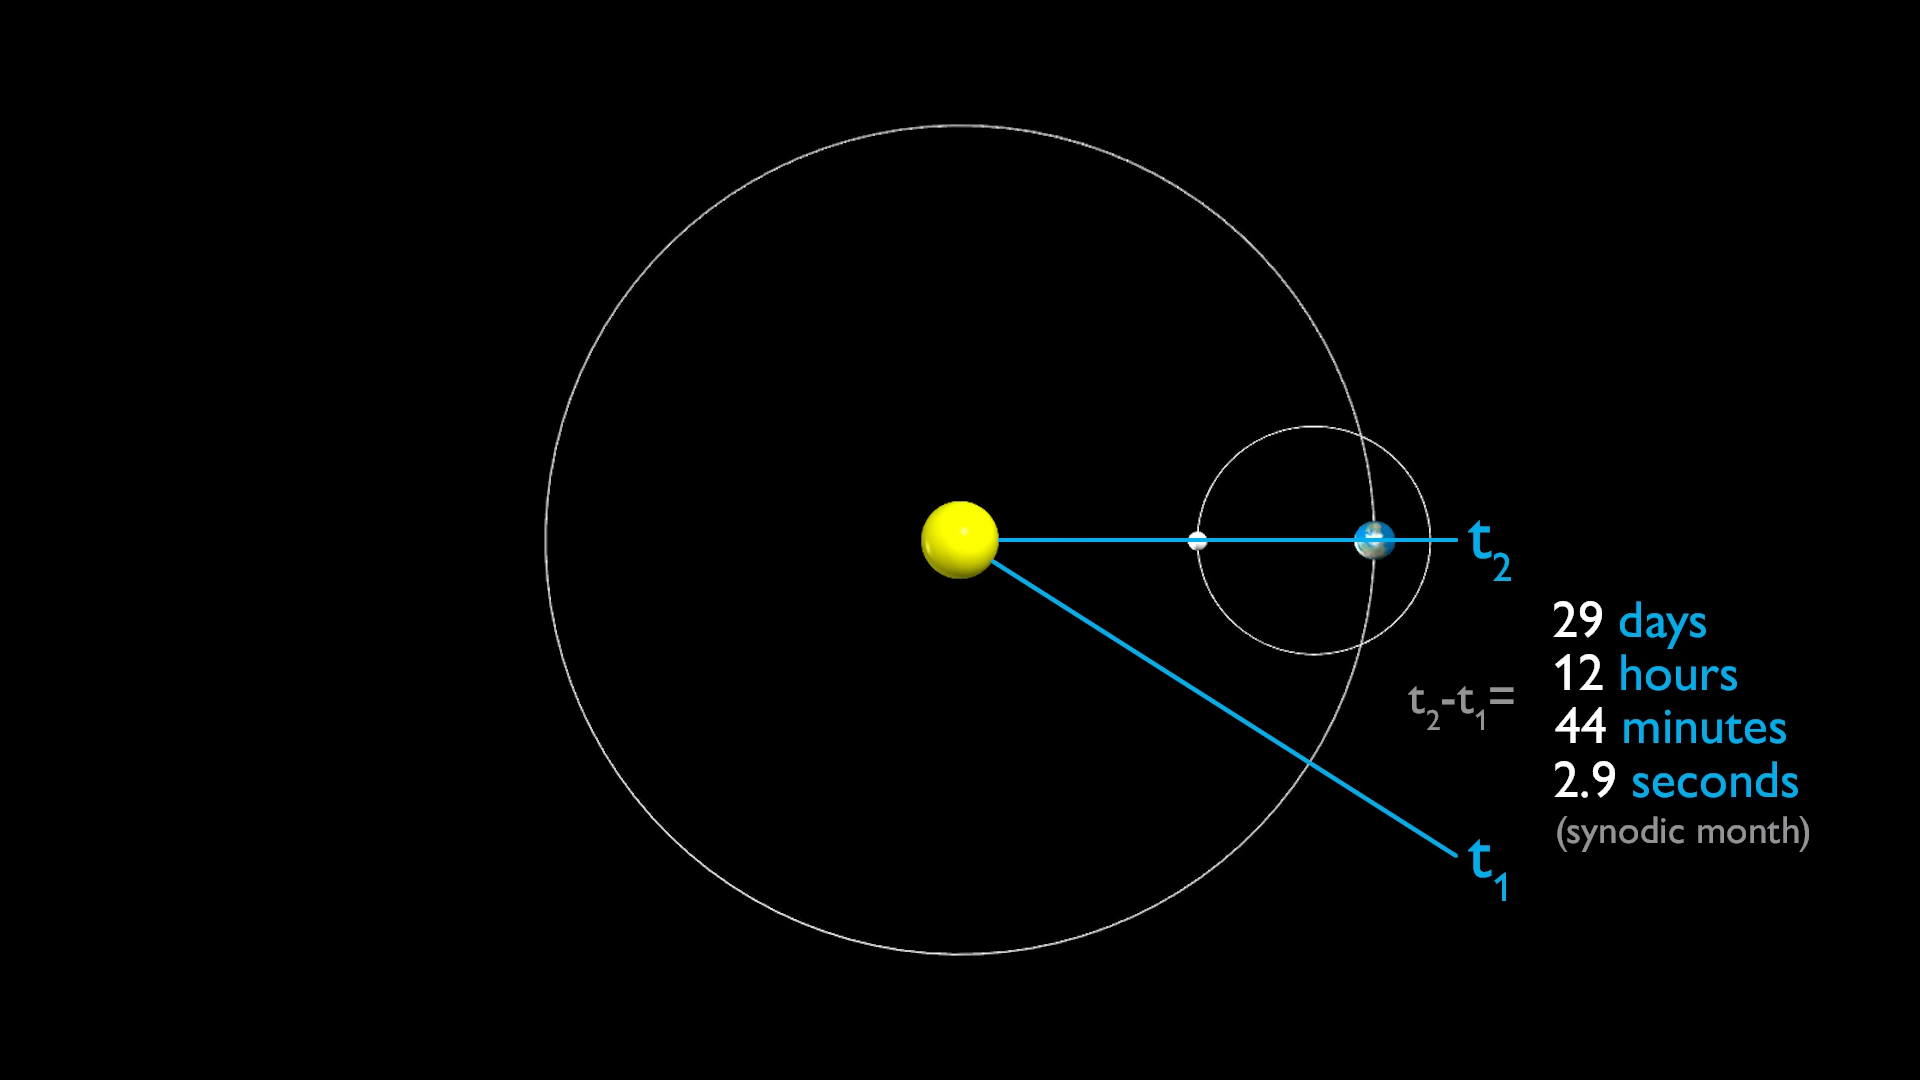 t₂
29 days
12 hours
t₂-t₁=
44 minutes
2.9 seconds
(synodic month)
t₁